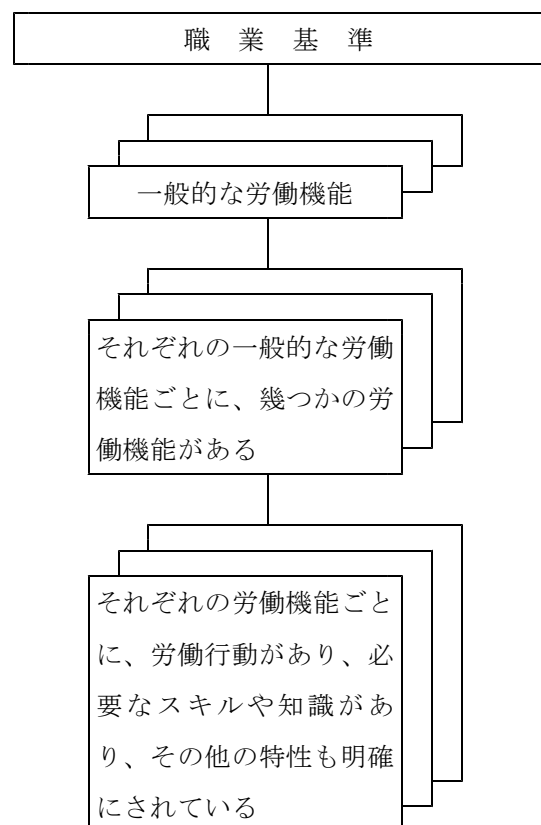 職業基準
一般的な労働機能
それぞれの一般的な労働
機能ごとに、幾つかの労
働機能がある
それぞれの労働機能ごと
に、労働行動があり、必
要なスキルや知識があ
り、その他の特性も明確
にされている